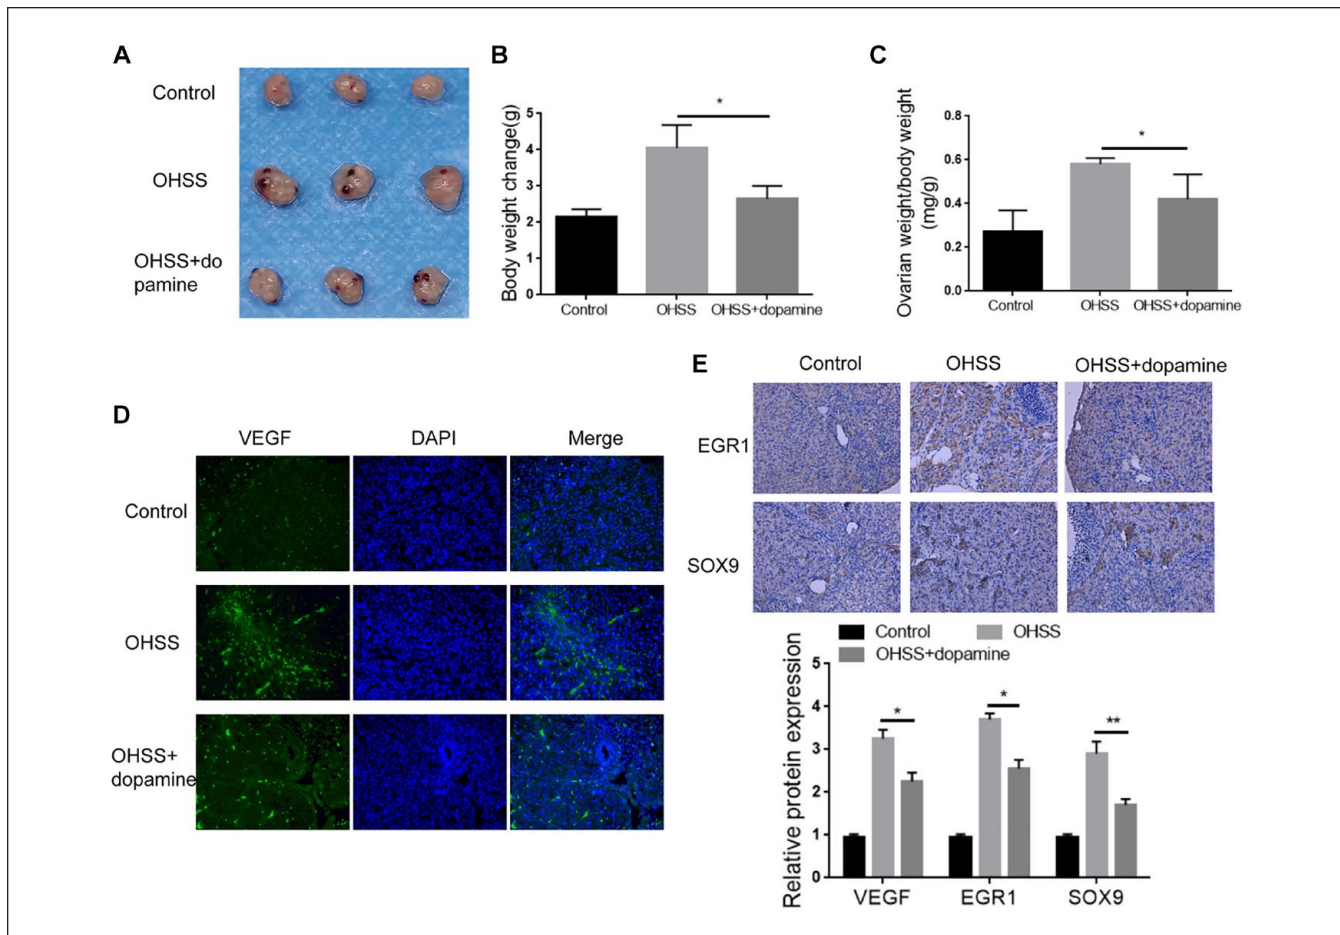 A
Control
OHSS
OHSS+do
pamine
B
Body weight change(g)
5
4
3
2
1
0
*
Control
OHSS
OHSS+dopamine
C
Ovarian weight/body weight
(mg/g)
0.8
0.6
0.4
0.2
0.0
*
Control
OHSS
OHSS+dopamine
D
VEGF
DAPI
Merge
Control
OHSS
OHSS+
dopamine
E
Control
OHSS
OHSS+dopamine
EGR1
SOX9
Control
OHSS
OHSS+dopamine
Relative protein expression
5
4
3
2
1
0
*
*
**
VEGF
EGR1
SOX9